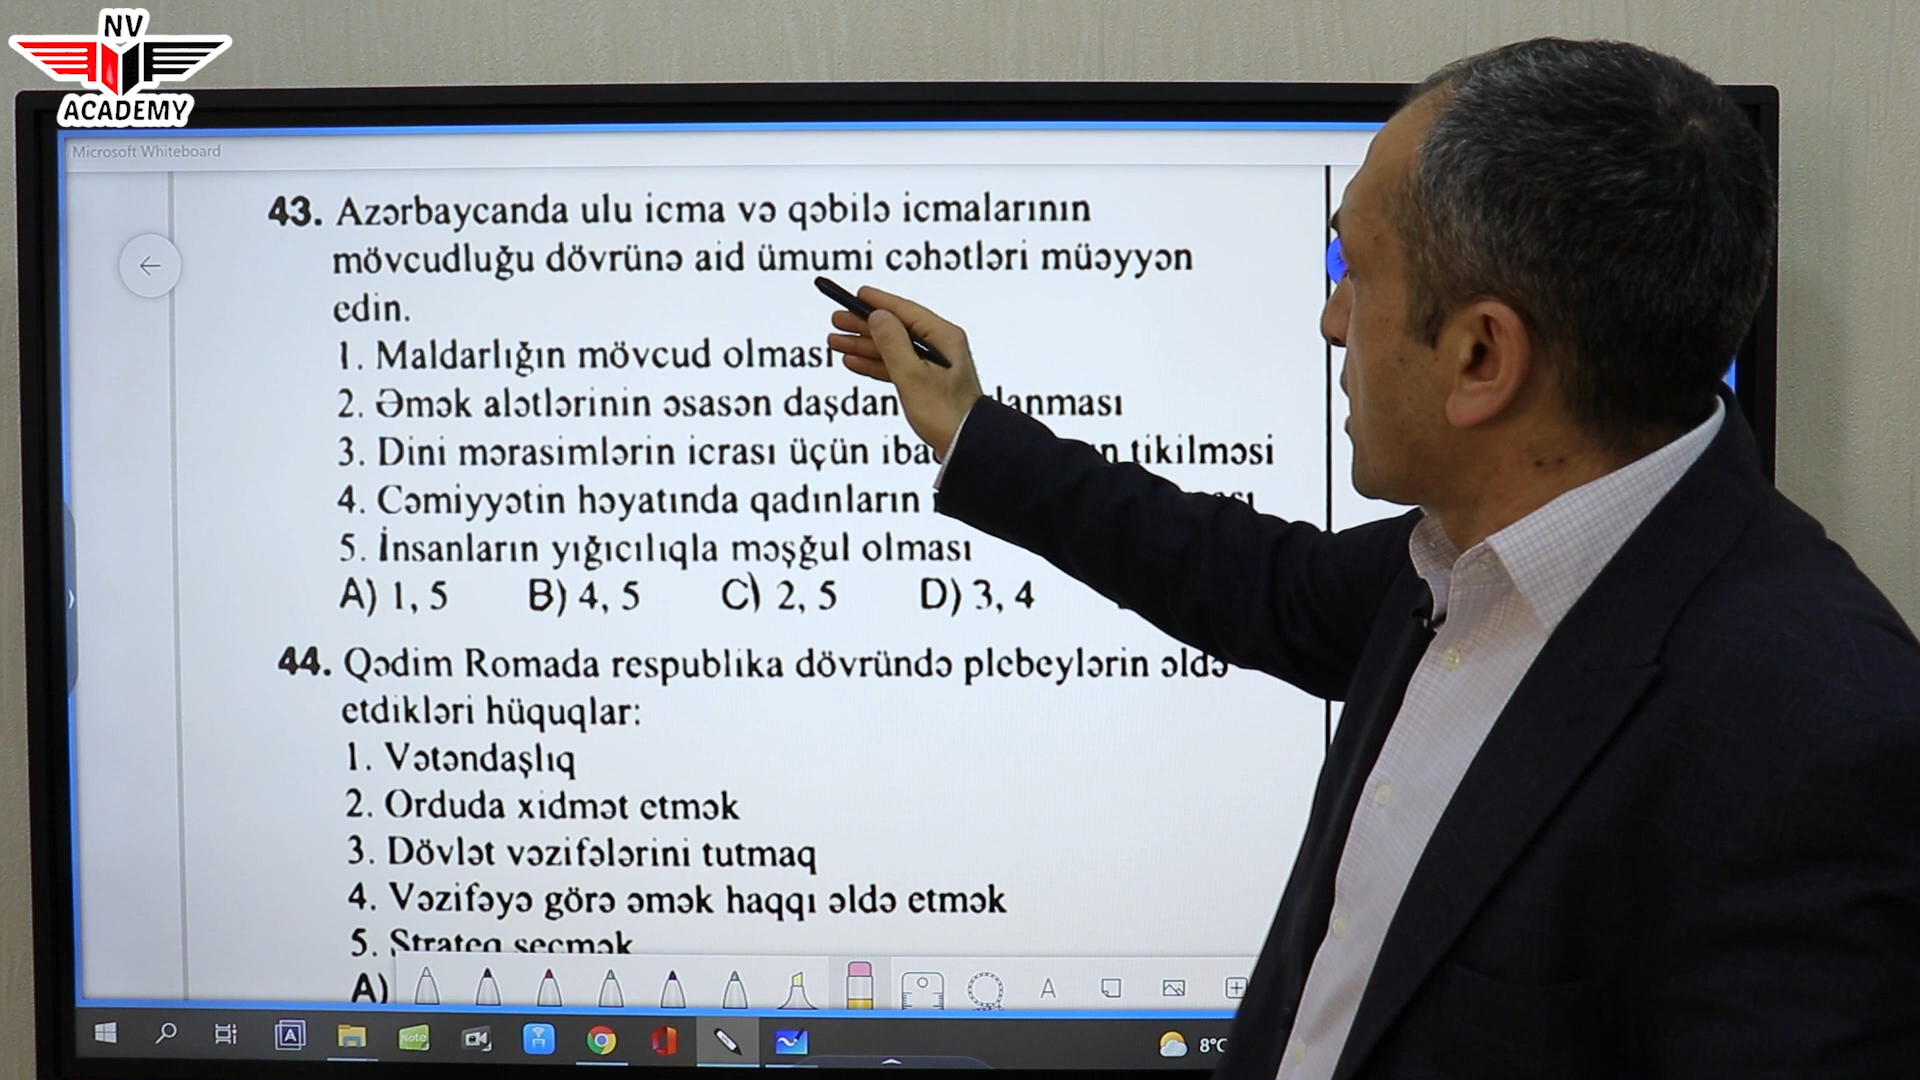 NV
ACADEMY
Microsoft Whiteboard
43. Azərbaycanda ulu icma və qəbilə icmalarının
mövcudluğu dövrünə aid ümumi cəhətləri müəyyən
edin.
1. Maldarlığın mövcud olması
2. Əmək alətlərinin əsasən daşdan
3. Dini mərasimlərin icrası üçün tikilməsi
4. Cəmiyyətin həyatında qadınların
5. İnsanların yığıcılıqla məşğul olması
A) 1, 5 B) 4, 5 C) 2, 5 D) 3, 4
44. Qədim Romada respublika dövründə plebeylərin əldə
etdikləri hüquqlar:
1. Vətəndaşlıq
2. Orduda xidmət etmək
3. Dövlət vəzifələrini tutmaq
4. Vəzifəyə görə əmək haqqı əldə etmək
5. Strateq seçmək
A)
A
A
Note
8°C